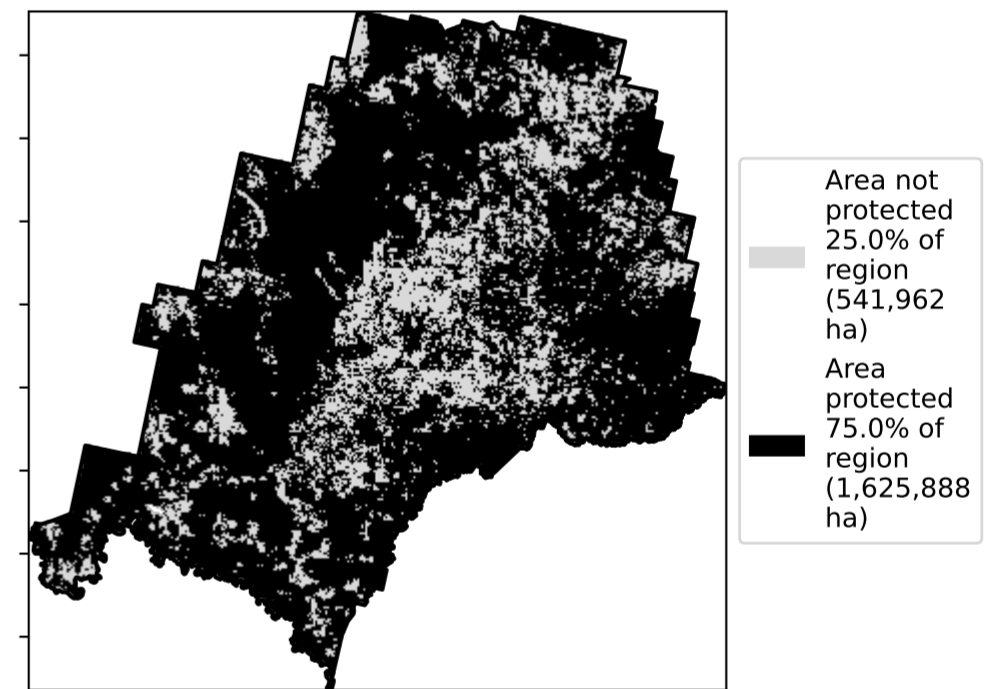 Area not
protected
25.0% of
region
(541,962
ha)
Area
protected
75.0% of
region
(1,625,888
ha)